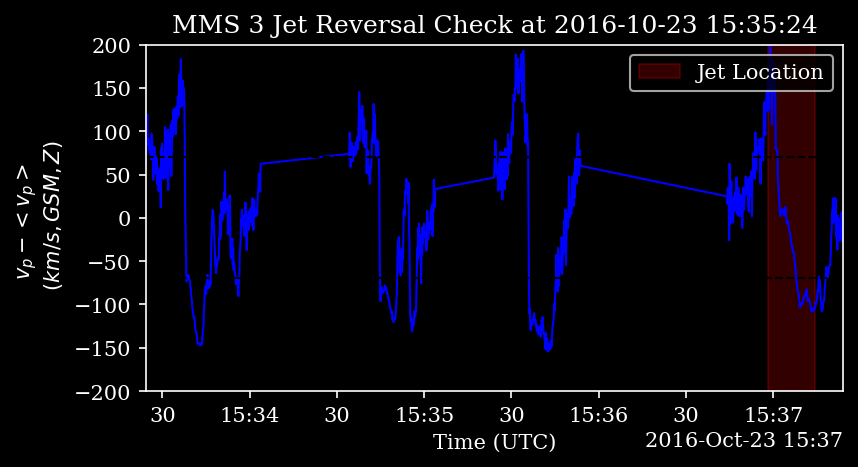 MMS 3 Jet Reversal Check at 2016-10-23 15:35:24
Jet Location
200
150
100
50
0
−50
−100
−150
−200
v_p − <v_p>
(km/s, GSM, Z)
30 15:34 30 15:35 30 15:36 30 15:37
Time (UTC)
2016-Oct-23 15:37